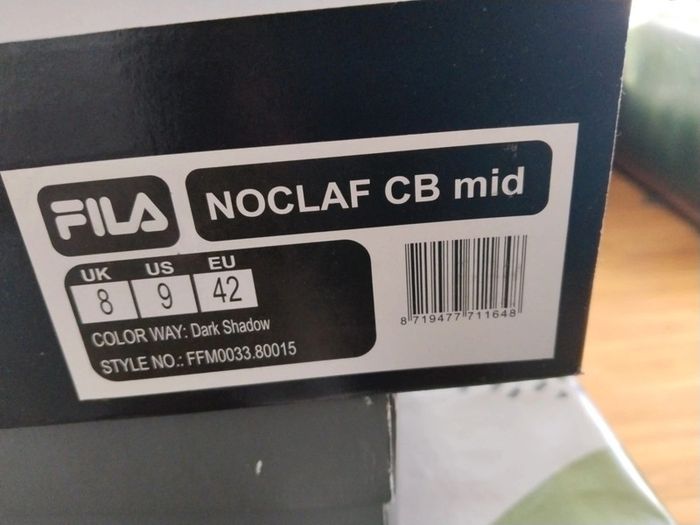 FILA
NOCLAF CB mid
UK US EU
8 9 42
COLOR WAY: Dark Shadow
STYLE NO.: FFM0033.80015
8 719477 711648